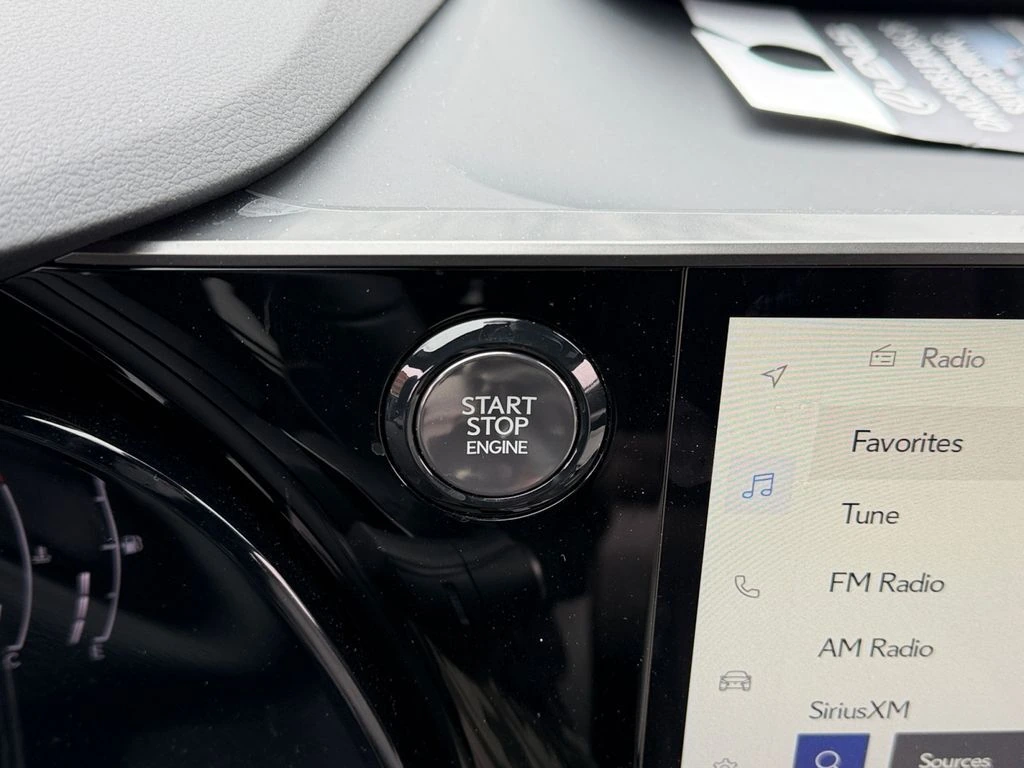 START
STOP
ENGINE
Radio
Favorites
Tune
FM Radio
AM Radio
SiriusXM
Sources